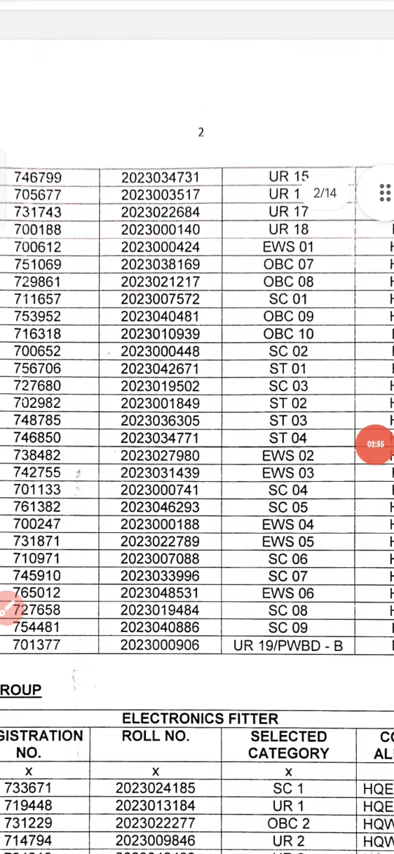 2
746799 2023034731 UR 15
705677 2023003517 UR 1
2/14
731743 2023022684 UR 17
700188 2023000140 UR 18
700612 2023000424 EWS 01
751069 2023038169 OBC 07
729861 2023021217 OBC 08
711657 2023007572 SC 01
753952 2023040481 OBC 09
716318 2023010939 OBC 10
700652 2023000448 SC 02
756706 2023042671 ST 01
727680 2023019502 SC 03
702982 2023001849 ST 02
748785 2023036305 ST 03
746850 2023034771 ST 04
02:55
738482 2023027980 EWS 02
742755 2023031439 EWS 03
701133 2023000741 SC 04
761382 2023046293 SC 05
700247 2023000188 EWS 04
731871 2023022789 EWS 05
710971 2023007088 SC 06
745910 2023033996 SC 07
765012 2023048531 EWS 06
727658 2023019484 SC 08
754481 2023040886 SC 09
701377 2023000906 UR 19/PWBD - B
ROUP
ELECTRONICS FITTER
GISTRATION ROLL NO. SELECTED CO
NO. CATEGORY AL
x x x
733671 2023024185 SC 1 HQE
719448 2023013184 UR 1 HQE
731229 2023022277 OBC 2 HQW
714794 2023009846 UR 2 HQW